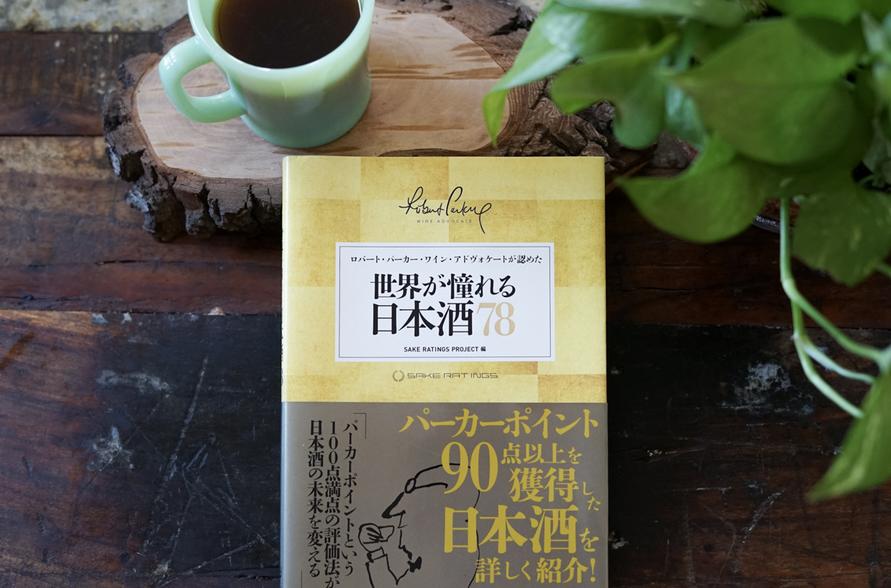 Robert Parker
WINE ADVOCATE
ロバート・パーカー・ワイン・アドヴォケートが認めた
世界が憧れる
日本酒78
SAKE RATINGS PROJECT 編
SAKE RATINGS
パーカーポイント
90点以上を
獲得した
日本酒を
詳しく紹介!
「パーカーポイントという
100点満点の評価法が
日本酒の未来を変える